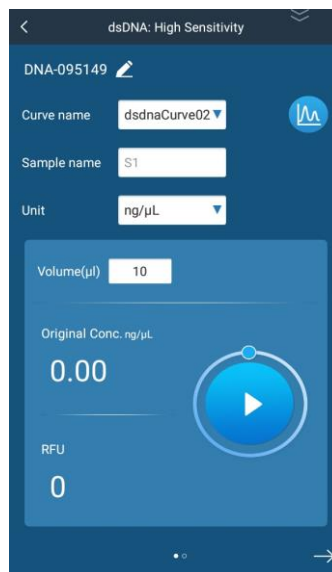 dsDNA: High Sensitivity
DNA-095149
Curve name dsdnaCurve02
Sample name S1
Unit ng/µL
Volume(µl) 10
Original Conc. ng/µL
0.00
RFU
0